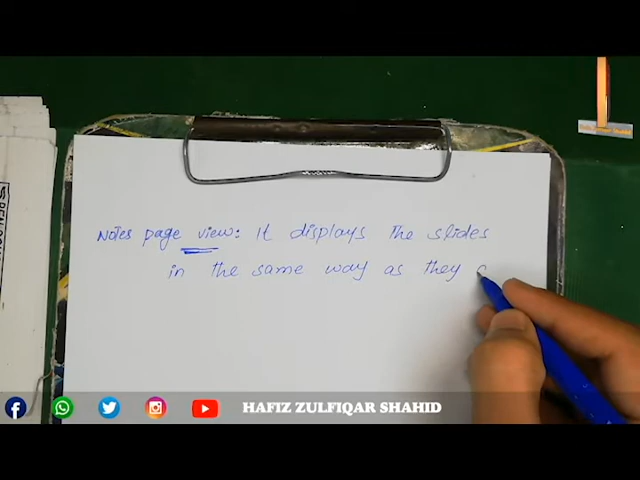 Notes page view: It displays the slides
in the same way as they
HAFIZ ZULFIQAR SHAHID